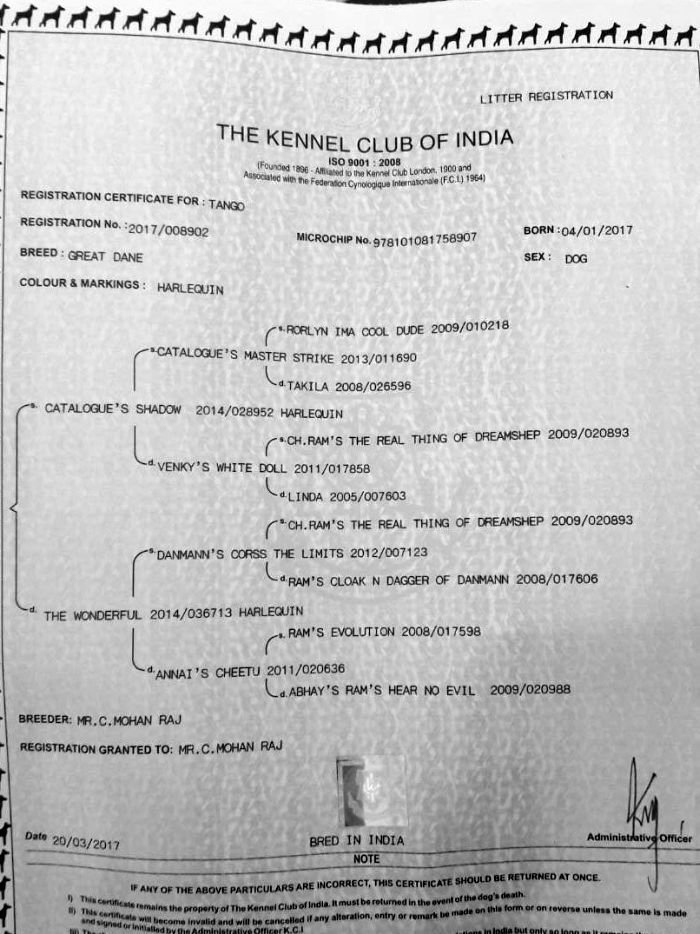 LITTER REGISTRATION
THE KENNEL CLUB OF INDIA
ISO 9001 : 2008
(Founded 1896 - Affiliated to the Kennel Club London, 1900 and
Associated with the Federation Cynologique Internationale (F.C.I.) 1964)
REGISTRATION CERTIFICATE FOR : TANGO
REGISTRATION No. :2017/008902 MICROCHIP No. 978101081758907 BORN :04/01/2017
BREED : GREAT DANE SEX : DOG
COLOUR & MARKINGS : HARLEQUIN
s. RORLYN IMA COOL DUDE 2009/010218
s. CATALOGUE'S MASTER STRIKE 2013/011690
d. TAKILA 2008/026596
s. CATALOGUE'S SHADOW 2014/028952 HARLEQUIN
s. CH.RAM'S THE REAL THING OF DREAMSHEP 2009/020893
d. VENKY'S WHITE DOLL 2011/017858
d. LINDA 2005/007603
s. CH.RAM'S THE REAL THING OF DREAMSHEP 2009/020893
s. DANMANN'S CORSS THE LIMITS 2012/007123
d. RAM'S CLOAK N DAGGER OF DANMANN 2008/017606
d. THE WONDERFUL 2014/036713 HARLEQUIN
s. RAM'S EVOLUTION 2008/017598
d. ANNAI'S CHEETU 2011/020636
d. ABHAY'S RAM'S HEAR NO EVIL 2009/020988
BREEDER: MR.C.MOHAN RAJ
REGISTRATION GRANTED TO: MR.C.MOHAN RAJ
Date 20/03/2017 BRED IN INDIA Administrative Officer
NOTE
IF ANY OF THE ABOVE PARTICULARS ARE INCORRECT, THIS CERTIFICATE SHOULD BE RETURNED AT ONCE.
I) This certificate remains the property of The Kennel Club of India. It must be returned in the event of the dog's death.
II) This certificate will become invalid and will be cancelled if any alteration, entry or remark be made on this form or on reverse unless the same is made
and signed or initialled by the Administrative Officer K.C.I
in India but only so long as it